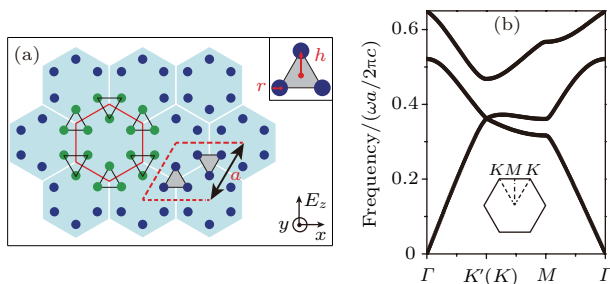 (a)
h
r
a
E_z
y
x
(b)
Frequency/(ωa/2πc)
0.6
0.4
0.2
0
K M K
Γ
K′(K)
M
Γ